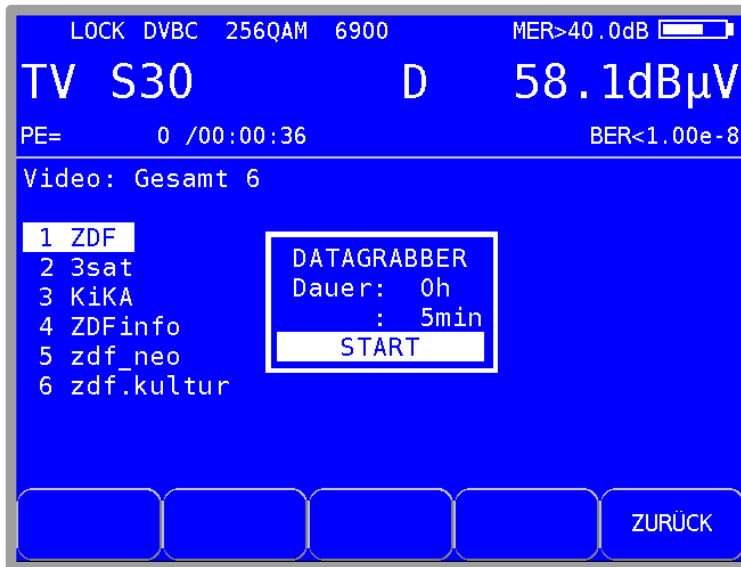 LOCK DVBC 256QAM 6900 MER>40.0dB
TV S30 D 58.1dBµV
PE= 0 /00:00:36 BER<1.00e-8
Video: Gesamt 6
1 ZDF
2 3sat
3 KiKA
4 ZDFinfo
5 zdf_neo
6 zdf.kultur
DATAGRABBER
Dauer: 0h
: 5min
START
ZURÜCK